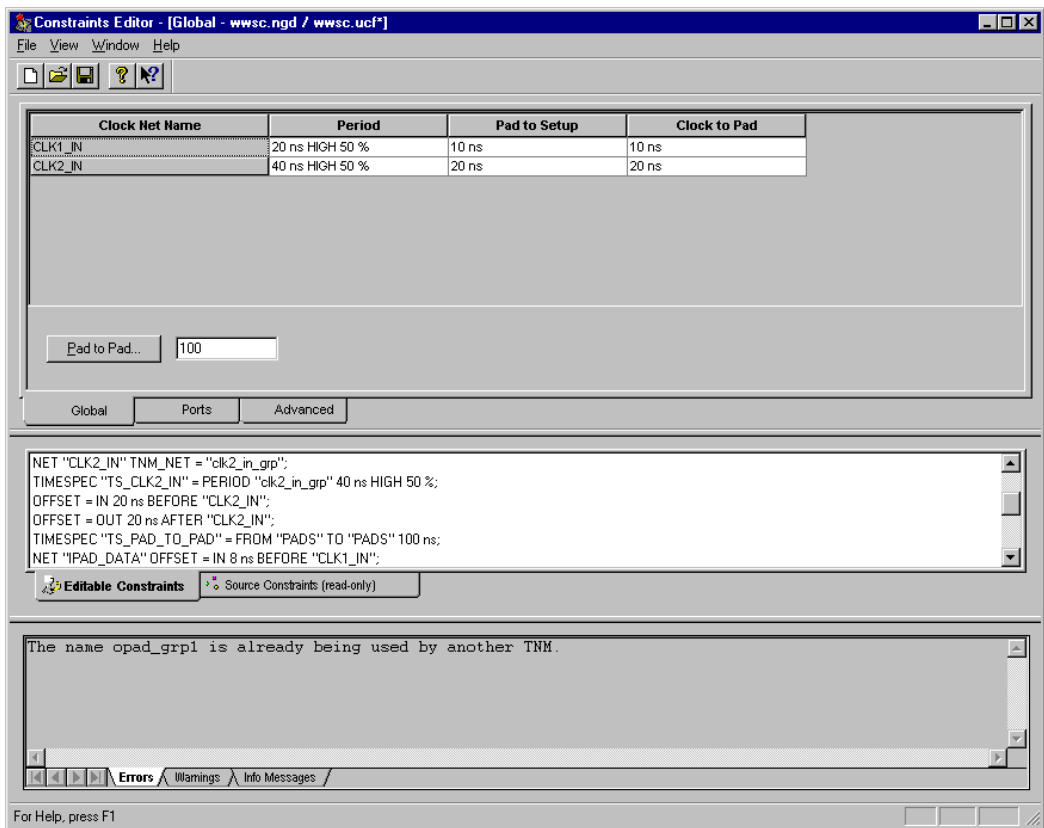 Constraints Editor - [Global - wwsc.ngd / wwsc.ucf*]
File View Window Help
Clock Net Name Period Pad to Setup Clock to Pad
CLK1_IN 20 ns HIGH 50 % 10 ns 10 ns
CLK2_IN 40 ns HIGH 50 % 20 ns 20 ns
Pad to Pad... 100
Global Ports Advanced
NET "CLK2_IN" TNM_NET = "clk2_in_grp";
TIMESPEC "TS_CLK2_IN" = PERIOD "clk2_in_grp" 40 ns HIGH 50 %;
OFFSET = IN 20 ns BEFORE "CLK2_IN";
OFFSET = OUT 20 ns AFTER "CLK2_IN";
TIMESPEC "TS_PAD_TO_PAD" = FROM "PADS" TO "PADS" 100 ns;
NET "IPAD_DATA" OFFSET = IN 8 ns BEFORE "CLK1_IN";
Editable Constraints Source Constraints (read-only)
The name opad_grp1 is already being used by another TNM.
Errors Warnings Info Messages
For Help, press F1